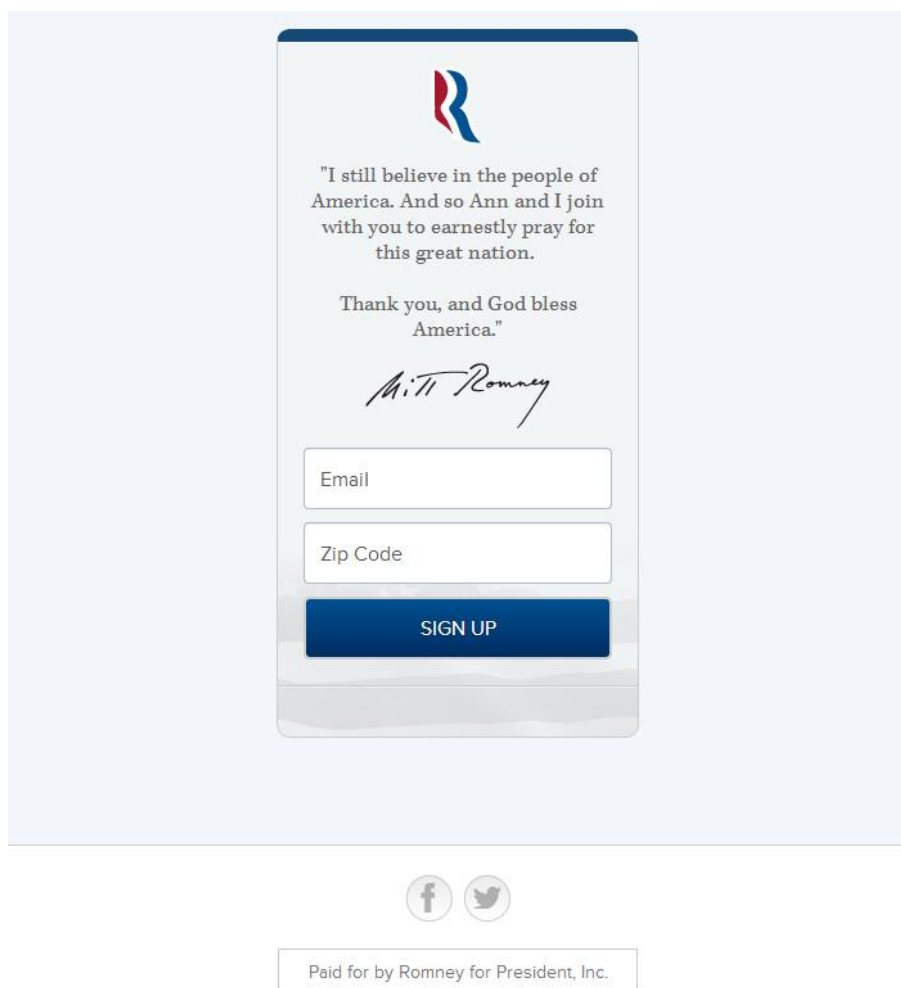 R
"I still believe in the people of
America. And so Ann and I join
with you to earnestly pray for
this great nation.
Thank you, and God bless
America."
Mitt Romney
Email
Zip Code
SIGN UP
Paid for by Romney for President, Inc.